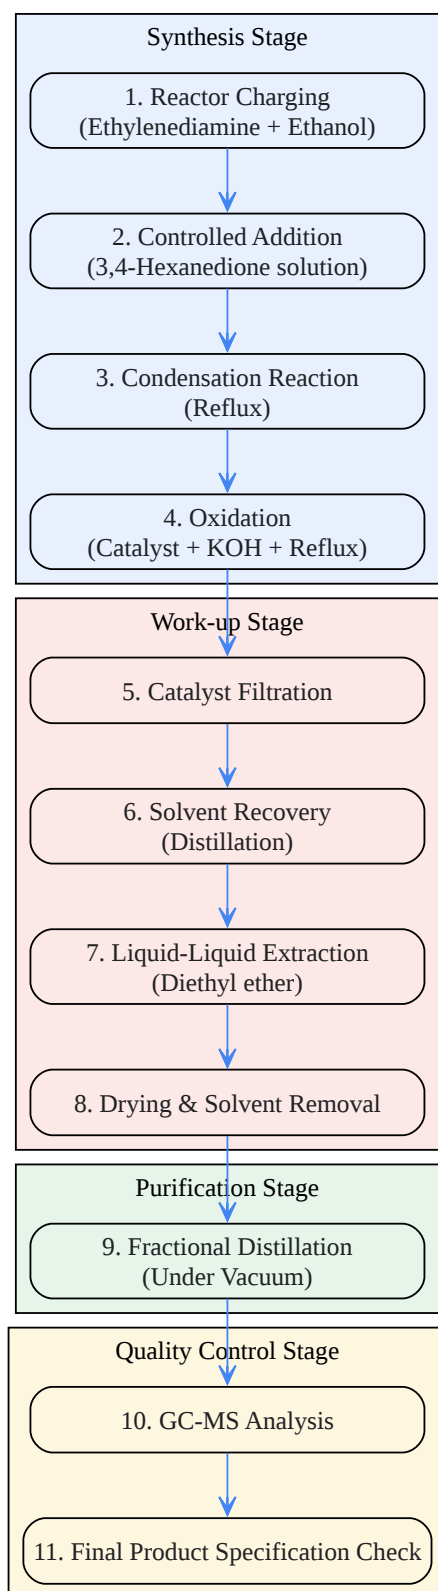 Synthesis Stage
1. Reactor Charging
(Ethylenediamine + Ethanol)
2. Controlled Addition
(3,4-Hexanedione solution)
3. Condensation Reaction
(Reflux)
4. Oxidation
(Catalyst + KOH + Reflux)
Work-up Stage
5. Catalyst Filtration
6. Solvent Recovery
(Distillation)
7. Liquid-Liquid Extraction
(Diethyl ether)
8. Drying & Solvent Removal
Purification Stage
9. Fractional Distillation
(Under Vacuum)
Quality Control Stage
10. GC-MS Analysis
11. Final Product Specification Check